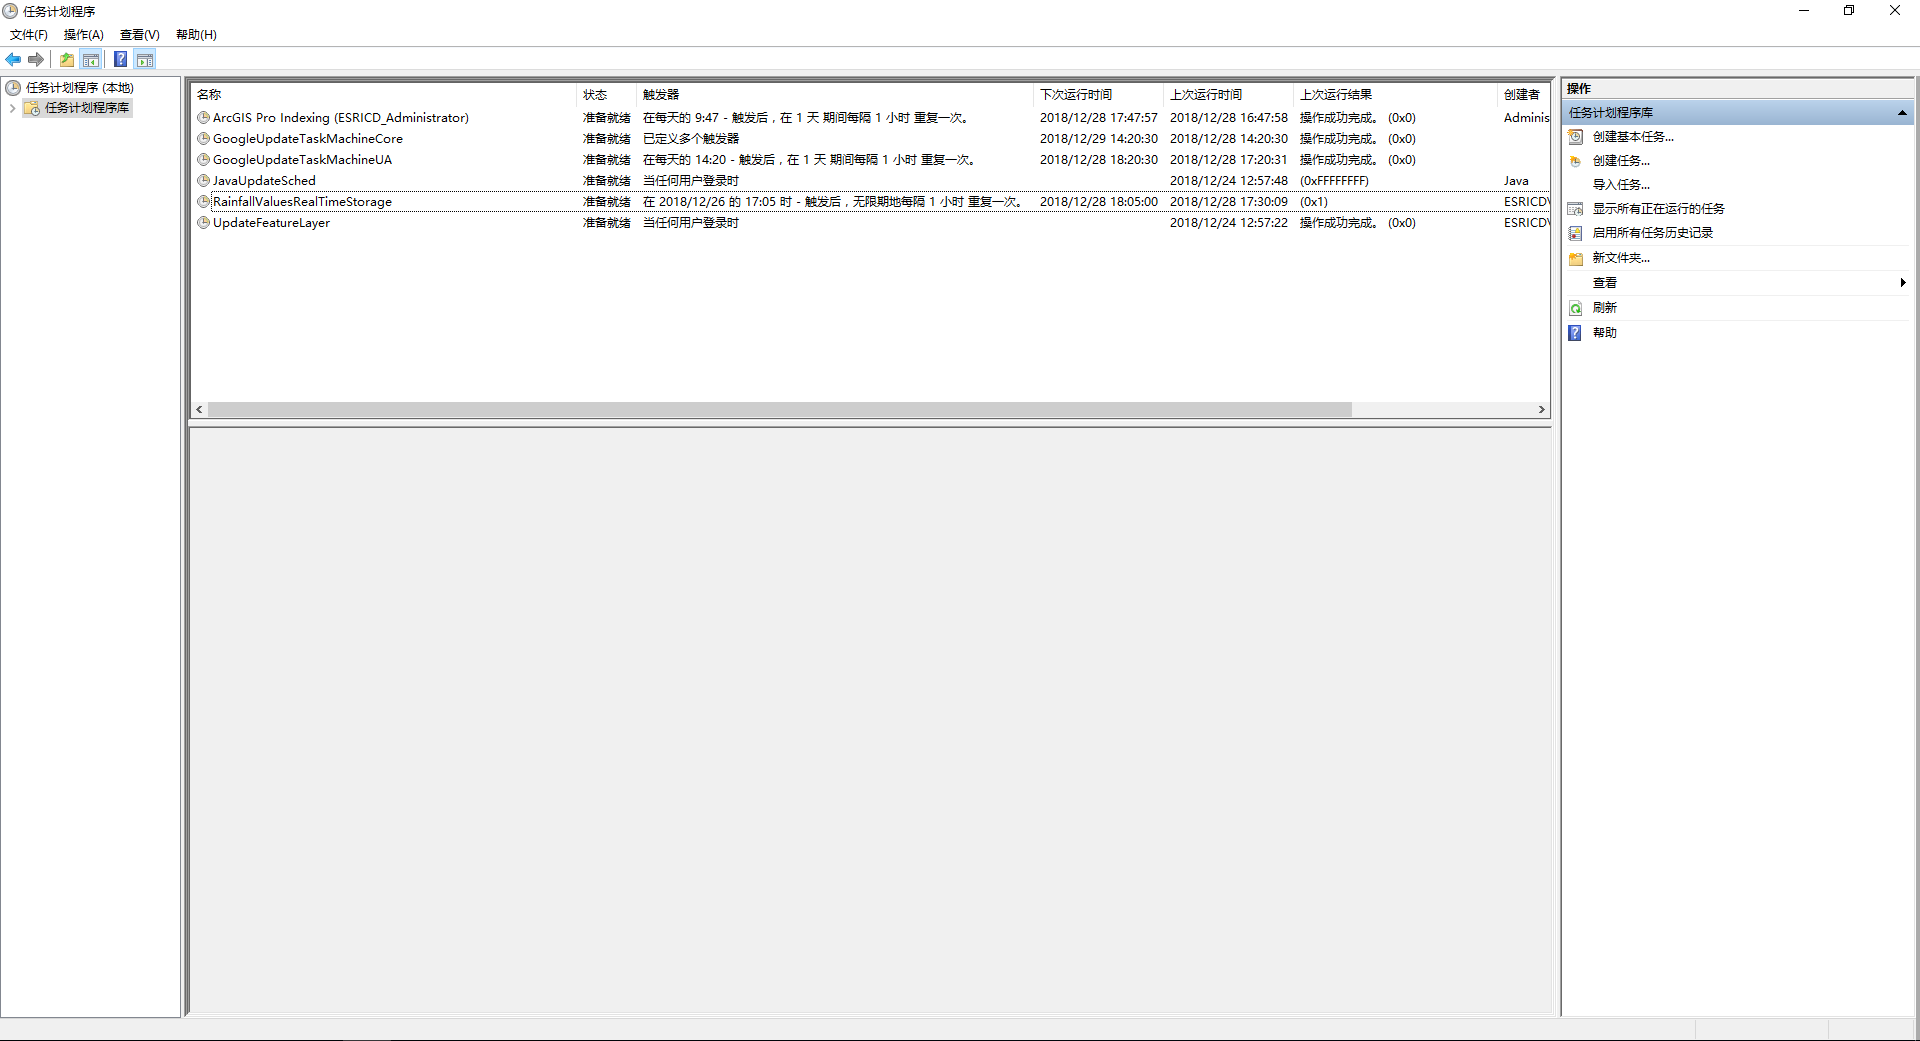 任务计划程序
文件(F) 操作(A) 查看(V) 帮助(H)
任务计划程序 (本地)
任务计划程序库
名称 状态 触发器 下次运行时间 上次运行时间 上次运行结果 创建者
ArcGIS Pro Indexing (ESRICD_Administrator) 准备就绪 在每天的 9:47 - 触发后，在 1 天 期间每隔 1 小时 重复一次。 2018/12/28 17:47:57 2018/12/28 16:47:58 操作成功完成。 (0x0) Adminis
GoogleUpdateTaskMachineCore 准备就绪 已定义多个触发器 2018/12/29 14:20:30 2018/12/28 14:20:30 操作成功完成。 (0x0)
GoogleUpdateTaskMachineUA 准备就绪 在每天的 14:20 - 触发后，在 1 天 期间每隔 1 小时 重复一次。 2018/12/28 18:20:30 2018/12/28 17:20:31 操作成功完成。 (0x0)
JavaUpdateSched 准备就绪 当任何用户登录时 2018/12/24 12:57:48 (0xFFFFFFFF) Java
RainfallValuesRealTimeStorage 准备就绪 在 2018/12/26 的 17:05 时 - 触发后，无限期地每隔 1 小时 重复一次。 2018/12/28 18:05:00 2018/12/28 17:30:09 (0x1) ESRICD\
UpdateFeatureLayer 准备就绪 当任何用户登录时 2018/12/24 12:57:22 操作成功完成。 (0x0) ESRICD\
操作
任务计划程序库
创建基本任务...
创建任务...
导入任务...
显示所有正在运行的任务
启用所有任务历史记录
新文件夹...
查看
刷新
帮助